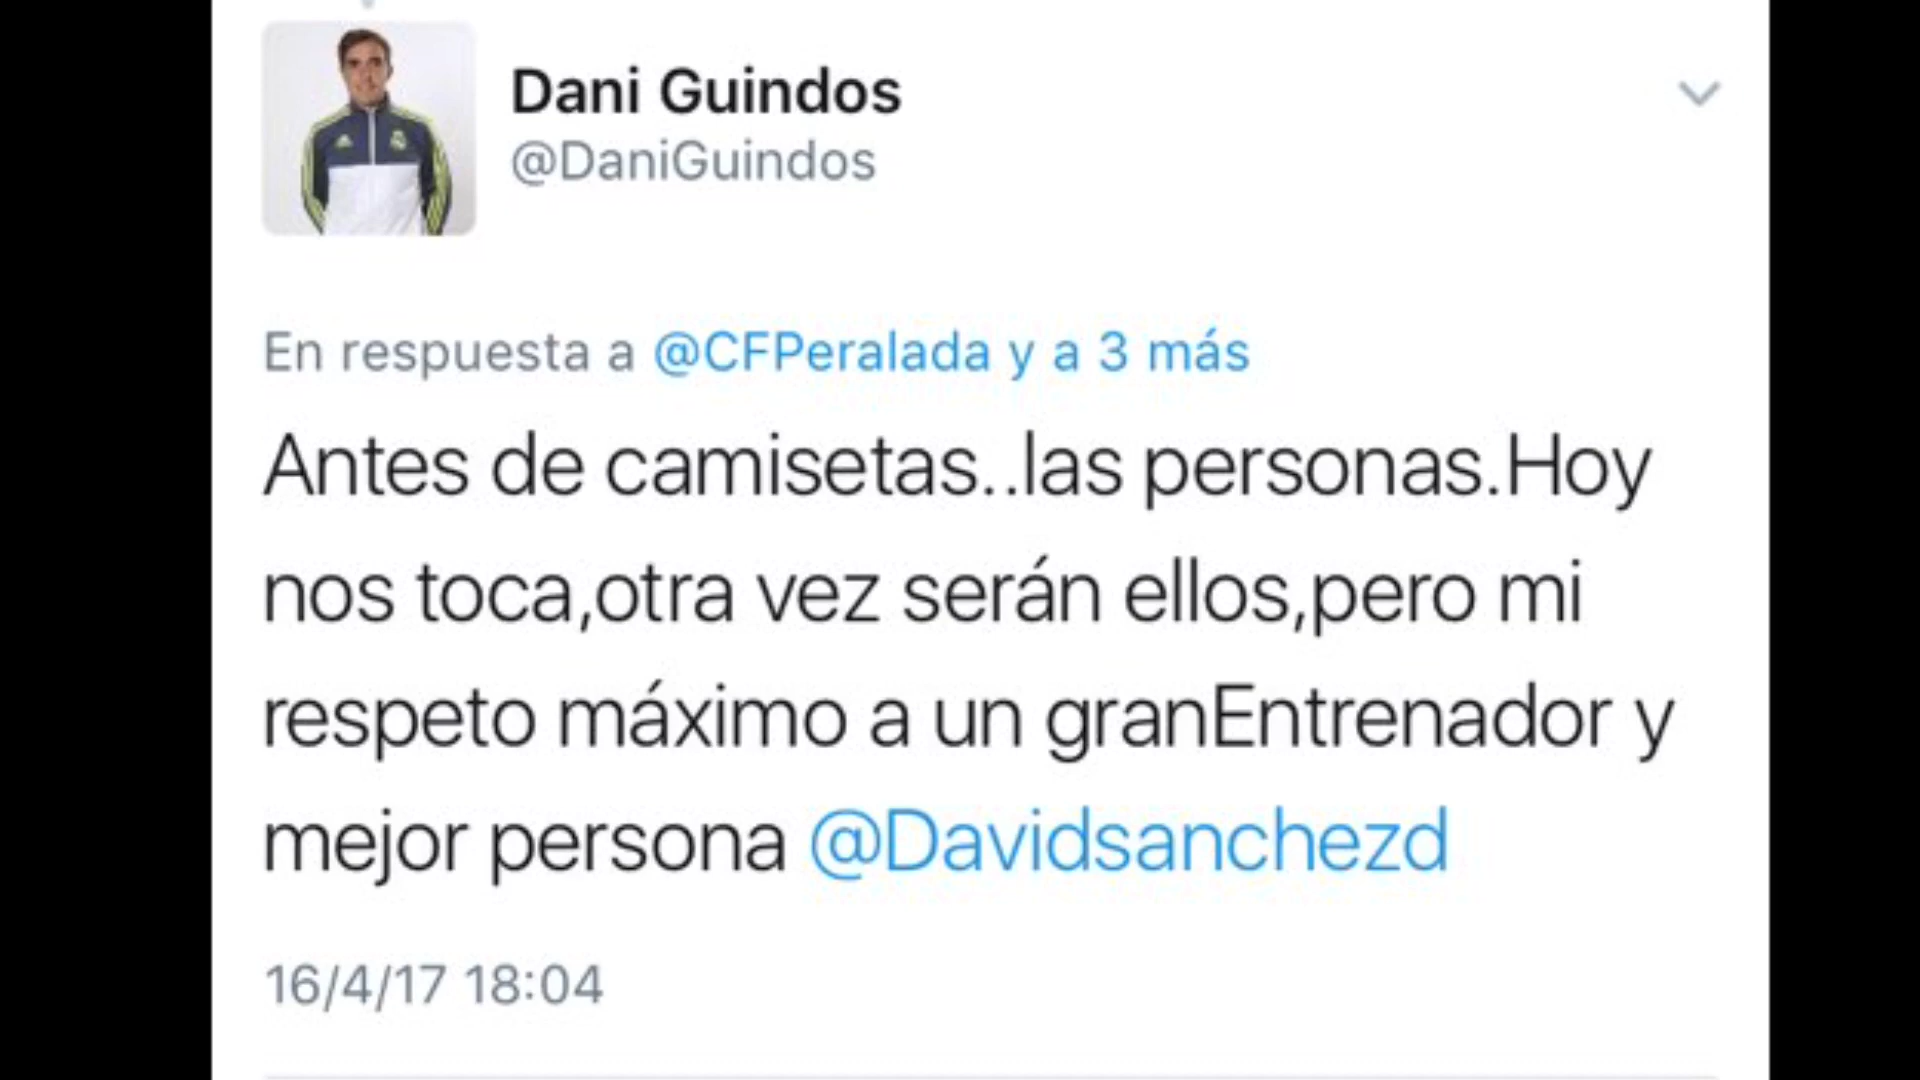 Dani Guindos
@DaniGuindos
En respuesta a @CFPeralada y a 3 más
Antes de camisetas..las personas.Hoy
nos toca,otra vez serán ellos,pero mi
respeto máximo a un granEntrenador y
mejor persona @Davidsanchezd
16/4/17 18:04